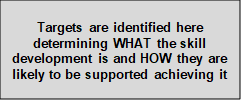 Targets are identified here
determining WHAT the skill
development is and HOW they are
likely to be supported achieving it